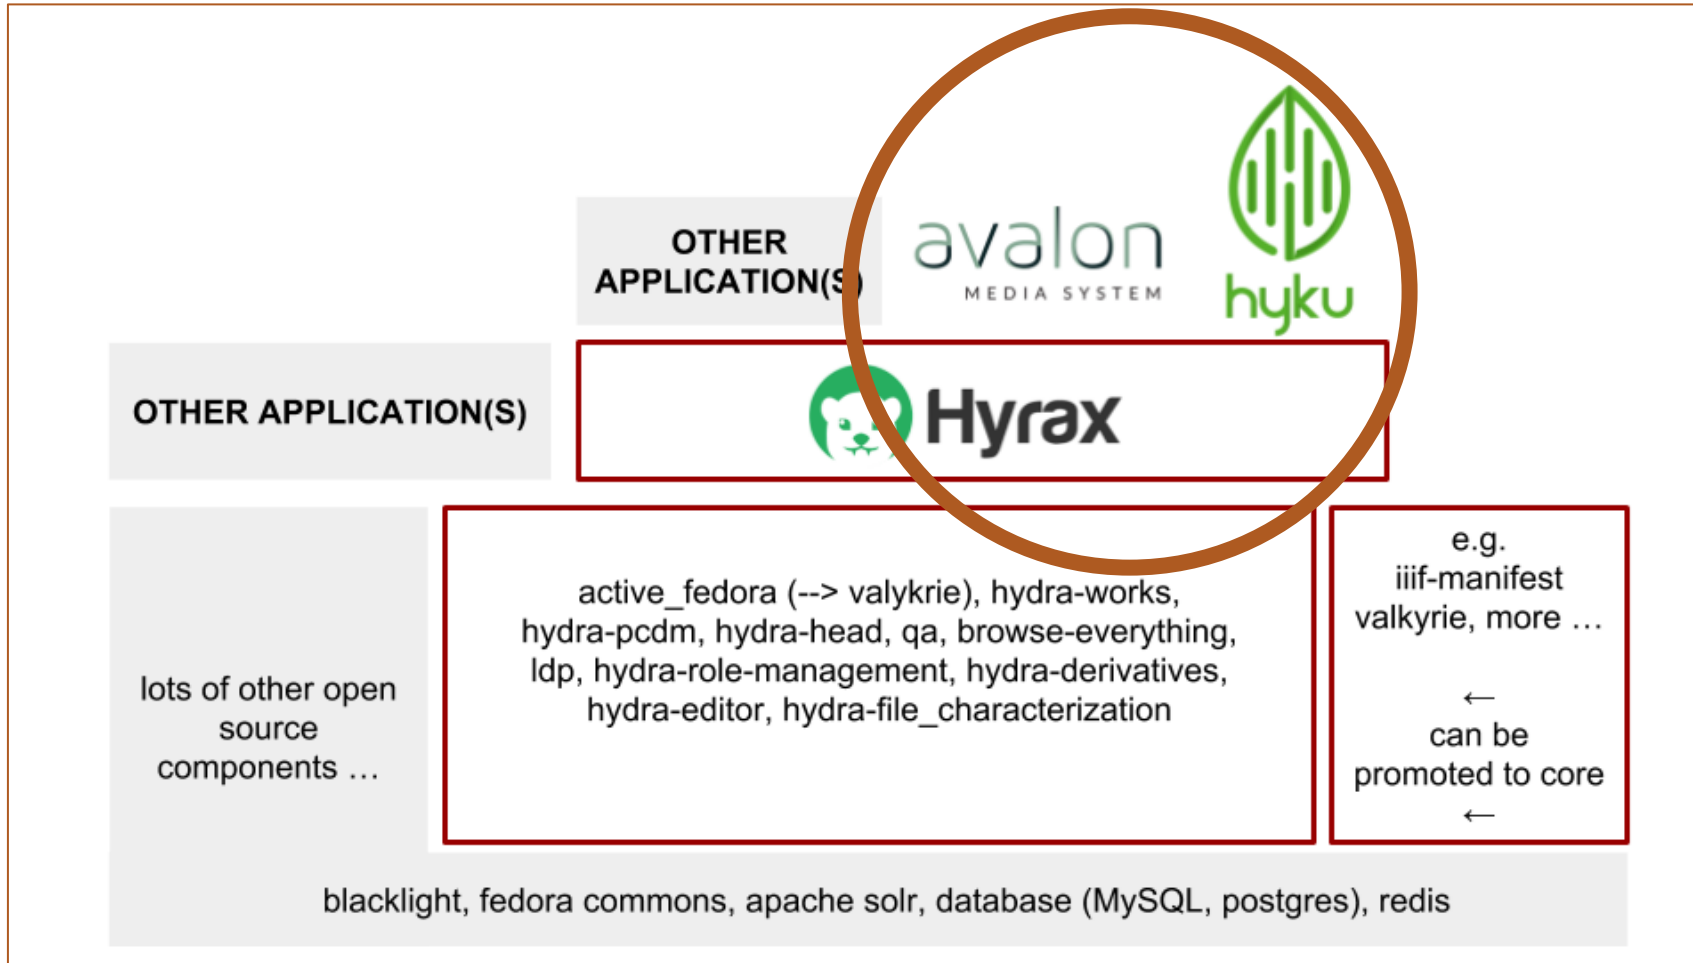 OTHER
APPLICATION(S)
avalon
MEDIA SYSTEM
hyku
OTHER APPLICATION(S)
Hyrax
lots of other open
source
components …
active_fedora (--> valykrie), hydra-works,
hydra-pcdm, hydra-head, qa, browse-everything,
ldp, hydra-role-management, hydra-derivatives,
hydra-editor, hydra-file_characterization
e.g.
iiif-manifest
valkyrie, more …
←
can be
promoted to core
←
blacklight, fedora commons, apache solr, database (MySQL, postgres), redis